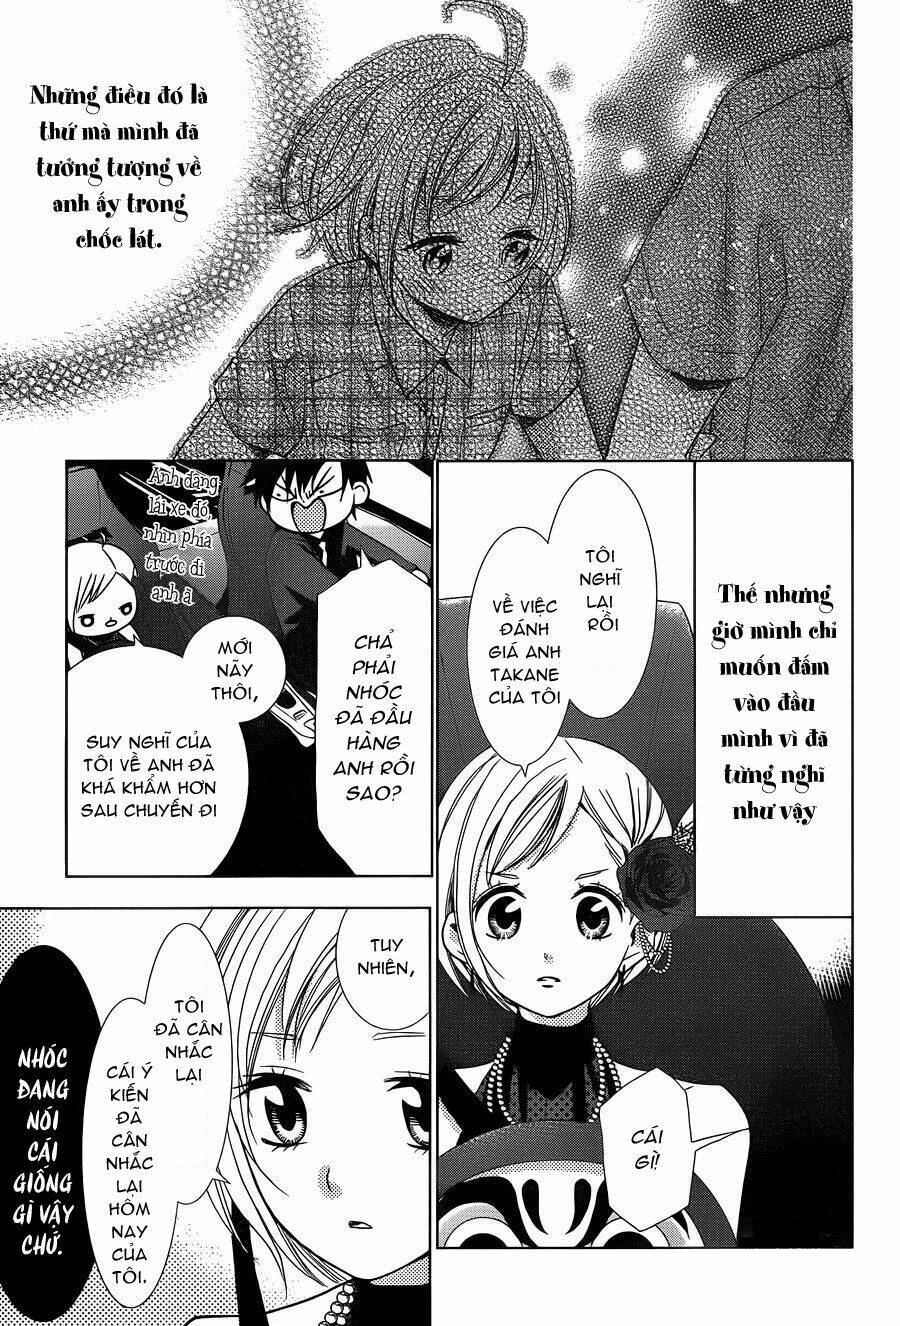 Những điều đó là
thứ mà mình đã
tưởng tượng về
anh ấy trong
chốc lát.
Thế nhưng
giờ mình chỉ
muốn đấm
vào đầu
mình vì đã
từng nghĩ
như vậy
TÔI
NGHĨ
LẠI
RỒI
VỀ VIỆC
ĐÁNH
GIÁ ANH
TAKANE
CỦA TÔI
CÁI
GÌ!
CHẢ
PHẢI
NHÓC
ĐÃ ĐẦU
HÀNG
ANH RỒI
SAO?
Anh đang
lái xe đó,
nhìn phía
trước đi
anh ā
MỚI
NÃY
THÔI,
SUY NGHĨ CỦA
TÔI VỀ ANH ĐÃ
KHÁ KHẨM HƠN
SAU CHUYẾN ĐI
TUY
NHIÊN,
TÔI
ĐÃ CÂN
NHẮC
LẠI
CÁI Ý
KIẾN
ĐÃ
CÂN
NHẮC
LẠI
HÔM
NAY CỦA
TÔI.
NHÓC
ĐANG
NÓI
CÁI
GIỐNG
GÌ VẬY
CHỨ.